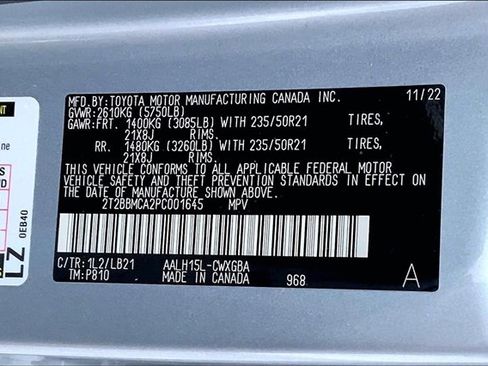 MFD.BY:TOYOTA MOTOR MANUFACTURING CANADA INC. 11/22
GVWR:2610KG (5750LB)
GAWR:FRT. 1400KG (3085LB) WITH 235/50R21 TIRES,
21X8J RIMS.
RR. 1480KG (3260LB) WITH 235/50R21 TIRES,
21X8J RIMS.
THIS VEHICLE CONFORMS TO ALL APPLICABLE FEDERAL MOTOR
VEHICLE SAFETY AND THEFT PREVENTION STANDARDS IN EFFECT ON
THE DATE OF MANUFACTURE SHOWN ABOVE.
2T2BBMCA2PC001645 MPV
C/TR:1L2/LB21 AALH15L-CWXGBA
TM:P810 MADE IN CANADA 968 A
0EB40
LZ
ne